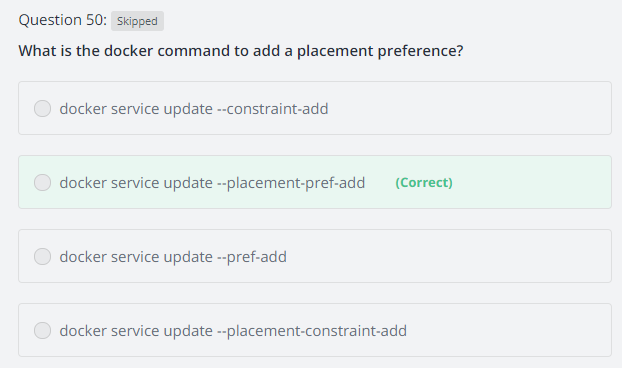 Question 50: Skipped
What is the docker command to add a placement preference?
docker service update --constraint-add
docker service update --placement-pref-add (Correct)
docker service update --pref-add
docker service update --placement-constraint-add